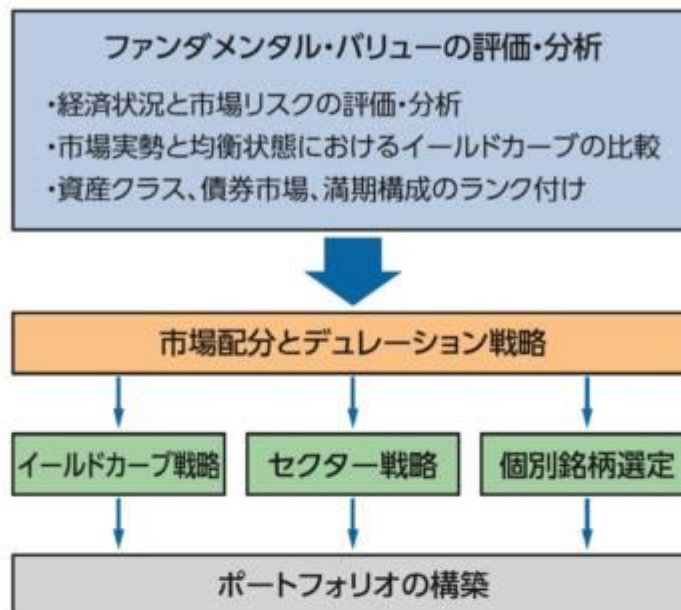 ファンダメンタル・バリューの評価・分析
・経済状況と市場リスクの評価・分析
・市場実勢と均衡状態におけるイールドカーブの比較
・資産クラス、債券市場、満期構成のランク付け
市場配分とデュレーション戦略
イールドカーブ戦略
セクター戦略
個別銘柄選定
ポートフォリオの構築